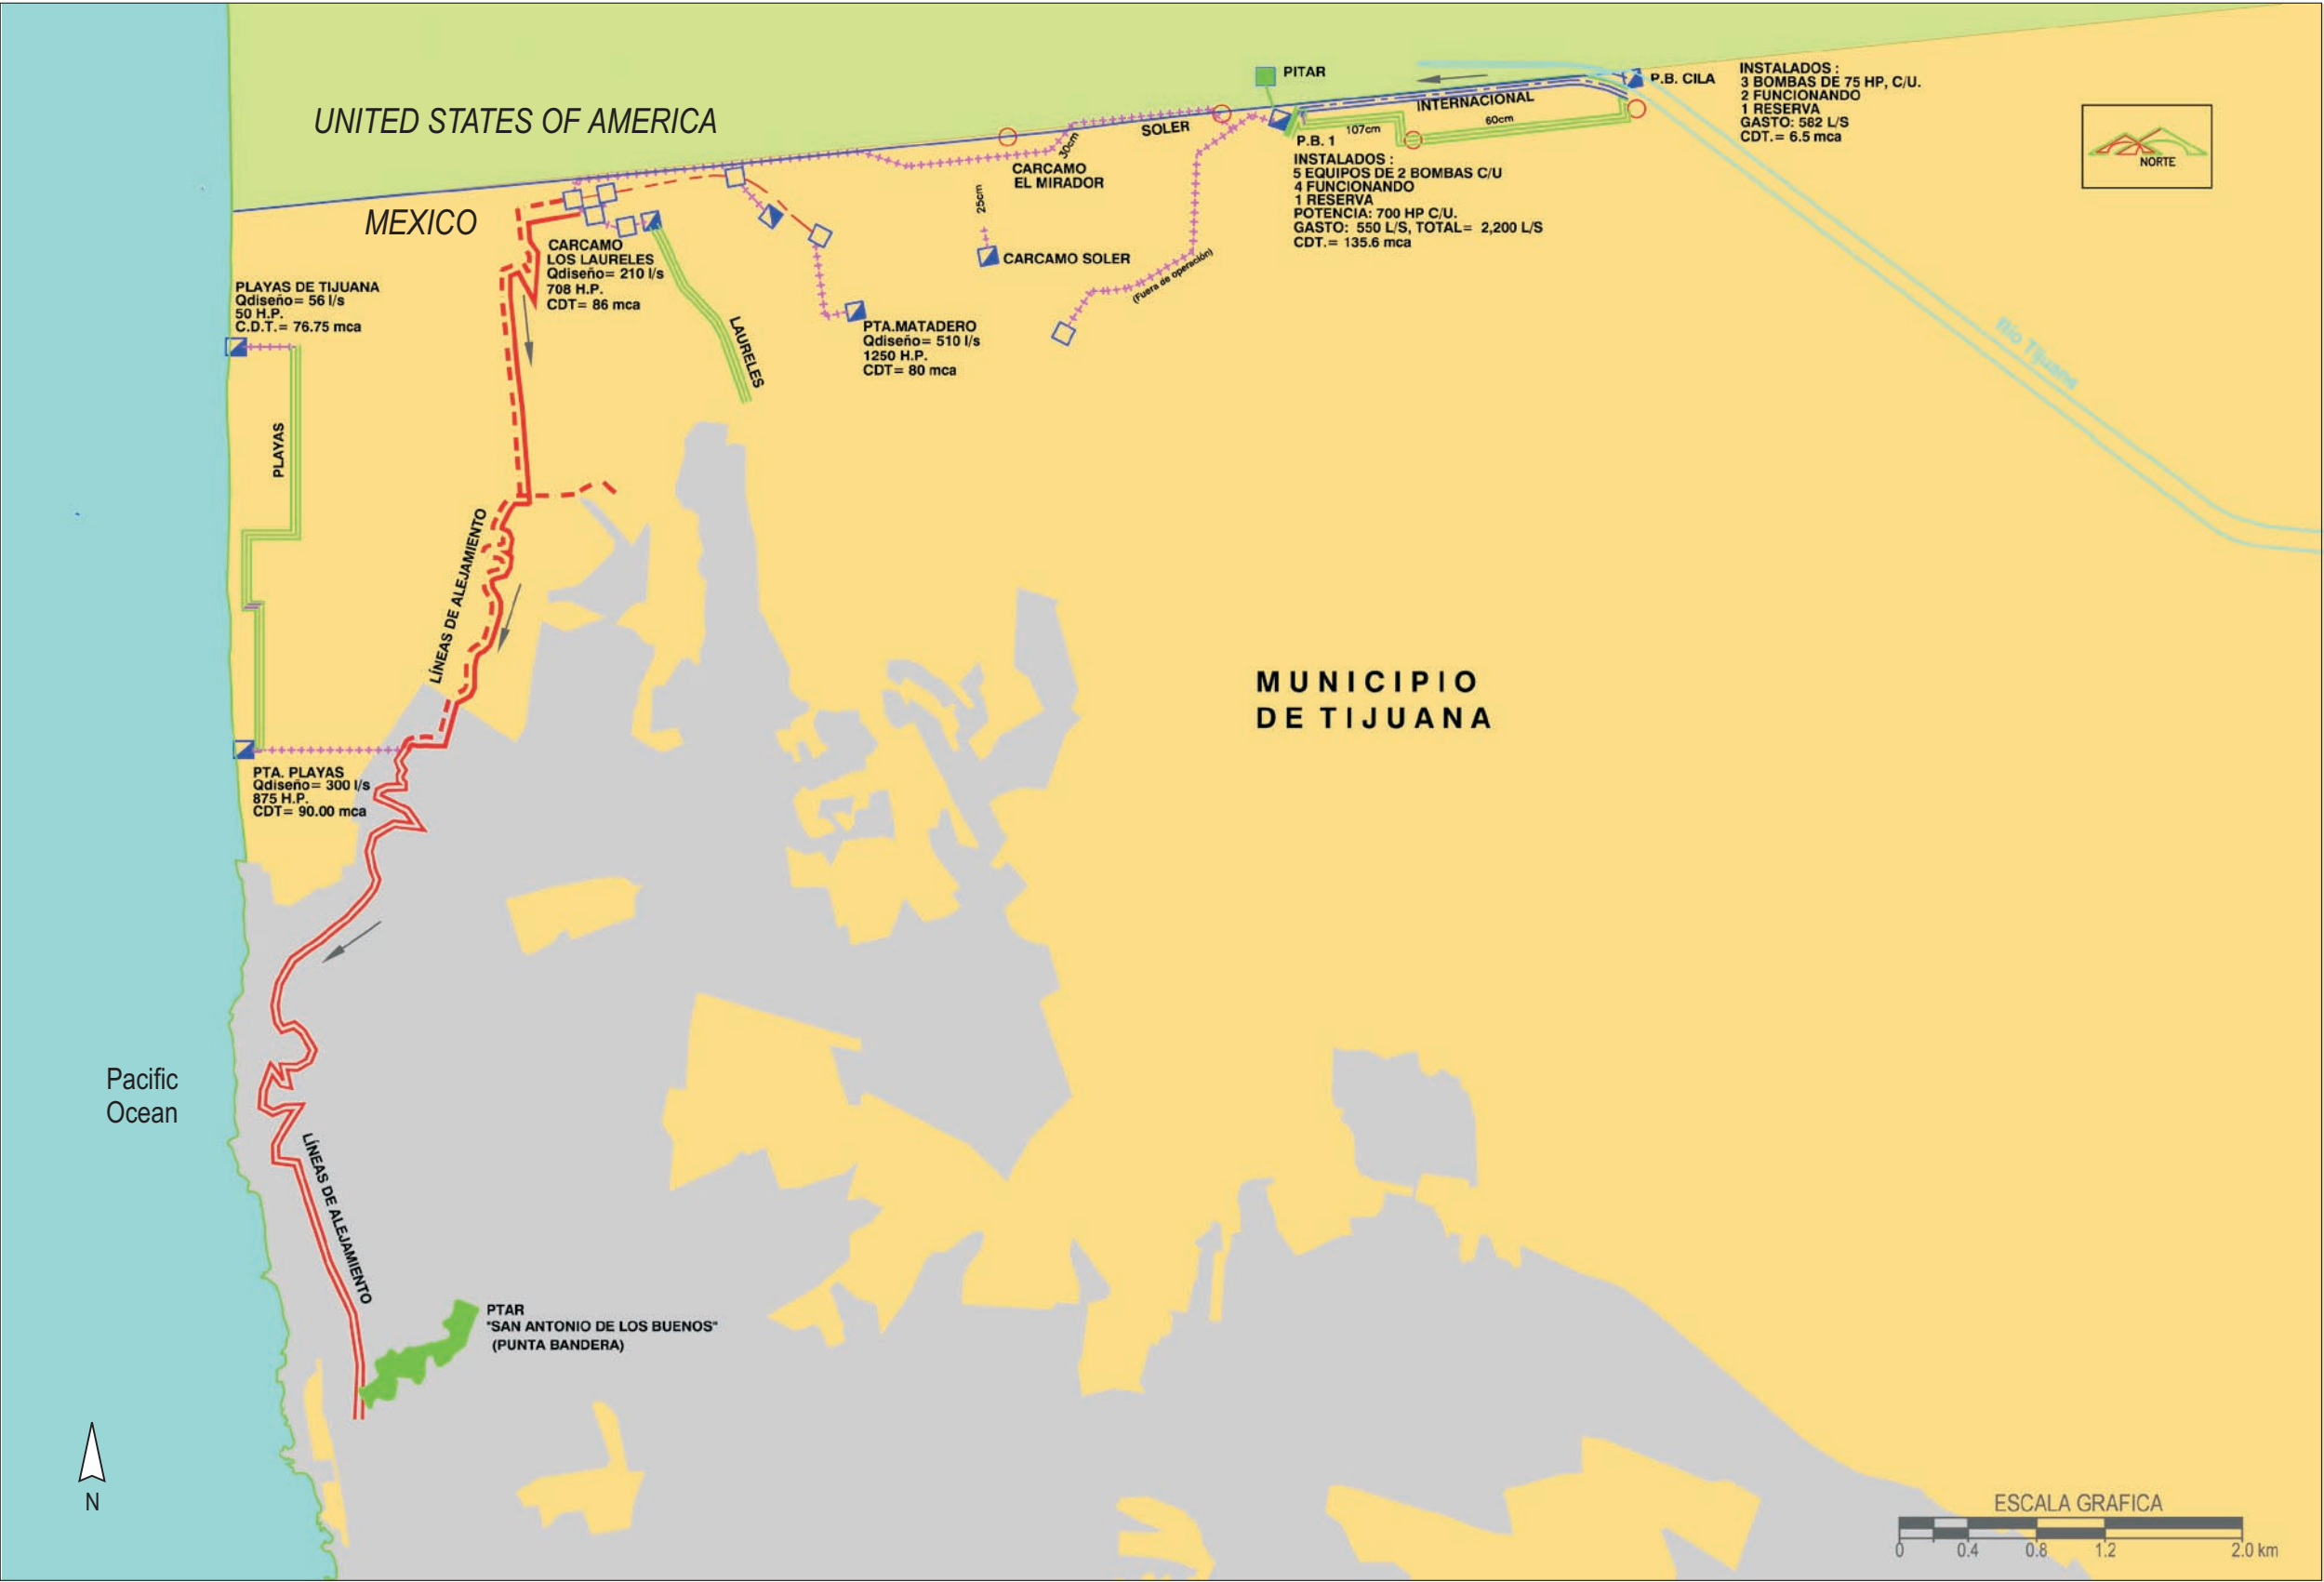 UNITED STATES OF AMERICA
MEXICO
PITAR
P.B. CILA
INSTALADOS :
3 BOMBAS DE 75 HP, C/U.
2 FUNCIONANDO
1 RESERVA
GASTO: 582 L/S
CDT.= 6.5 mca
NORTE
INTERNACIONAL
SOLER
107cm
60cm
30cm
P.B. 1
INSTALADOS :
5 EQUIPOS DE 2 BOMBAS C/U
4 FUNCIONANDO
1 RESERVA
POTENCIA: 700 HP C/U.
GASTO: 550 L/S, TOTAL= 2,200 L/S
CDT.= 135.6 mca
CARCAMO
EL MIRADOR
25cm
CARCAMO SOLER
(Fuera de operación)
CARCAMO
LOS LAURELES
Qdiseño= 210 l/s
708 H.P.
CDT= 86 mca
PLAYAS DE TIJUANA
Qdiseño= 56 l/s
50 H.P.
C.D.T.= 76.75 mca
LAURELES
PTA.MATADERO
Qdiseño= 510 l/s
1250 H.P.
CDT= 80 mca
Río Tijuana
PLAYAS
LÍNEAS DE ALEJAMIENTO
MUNICIPIO
DE TIJUANA
PTA. PLAYAS
Qdiseño= 300 l/s
875 H.P.
CDT= 90.00 mca
Pacific
Ocean
LÍNEAS DE ALEJAMIENTO
PTAR
"SAN ANTONIO DE LOS BUENOS"
(PUNTA BANDERA)
N
ESCALA GRAFICA
0 0.4 0.8 1.2 2.0 km